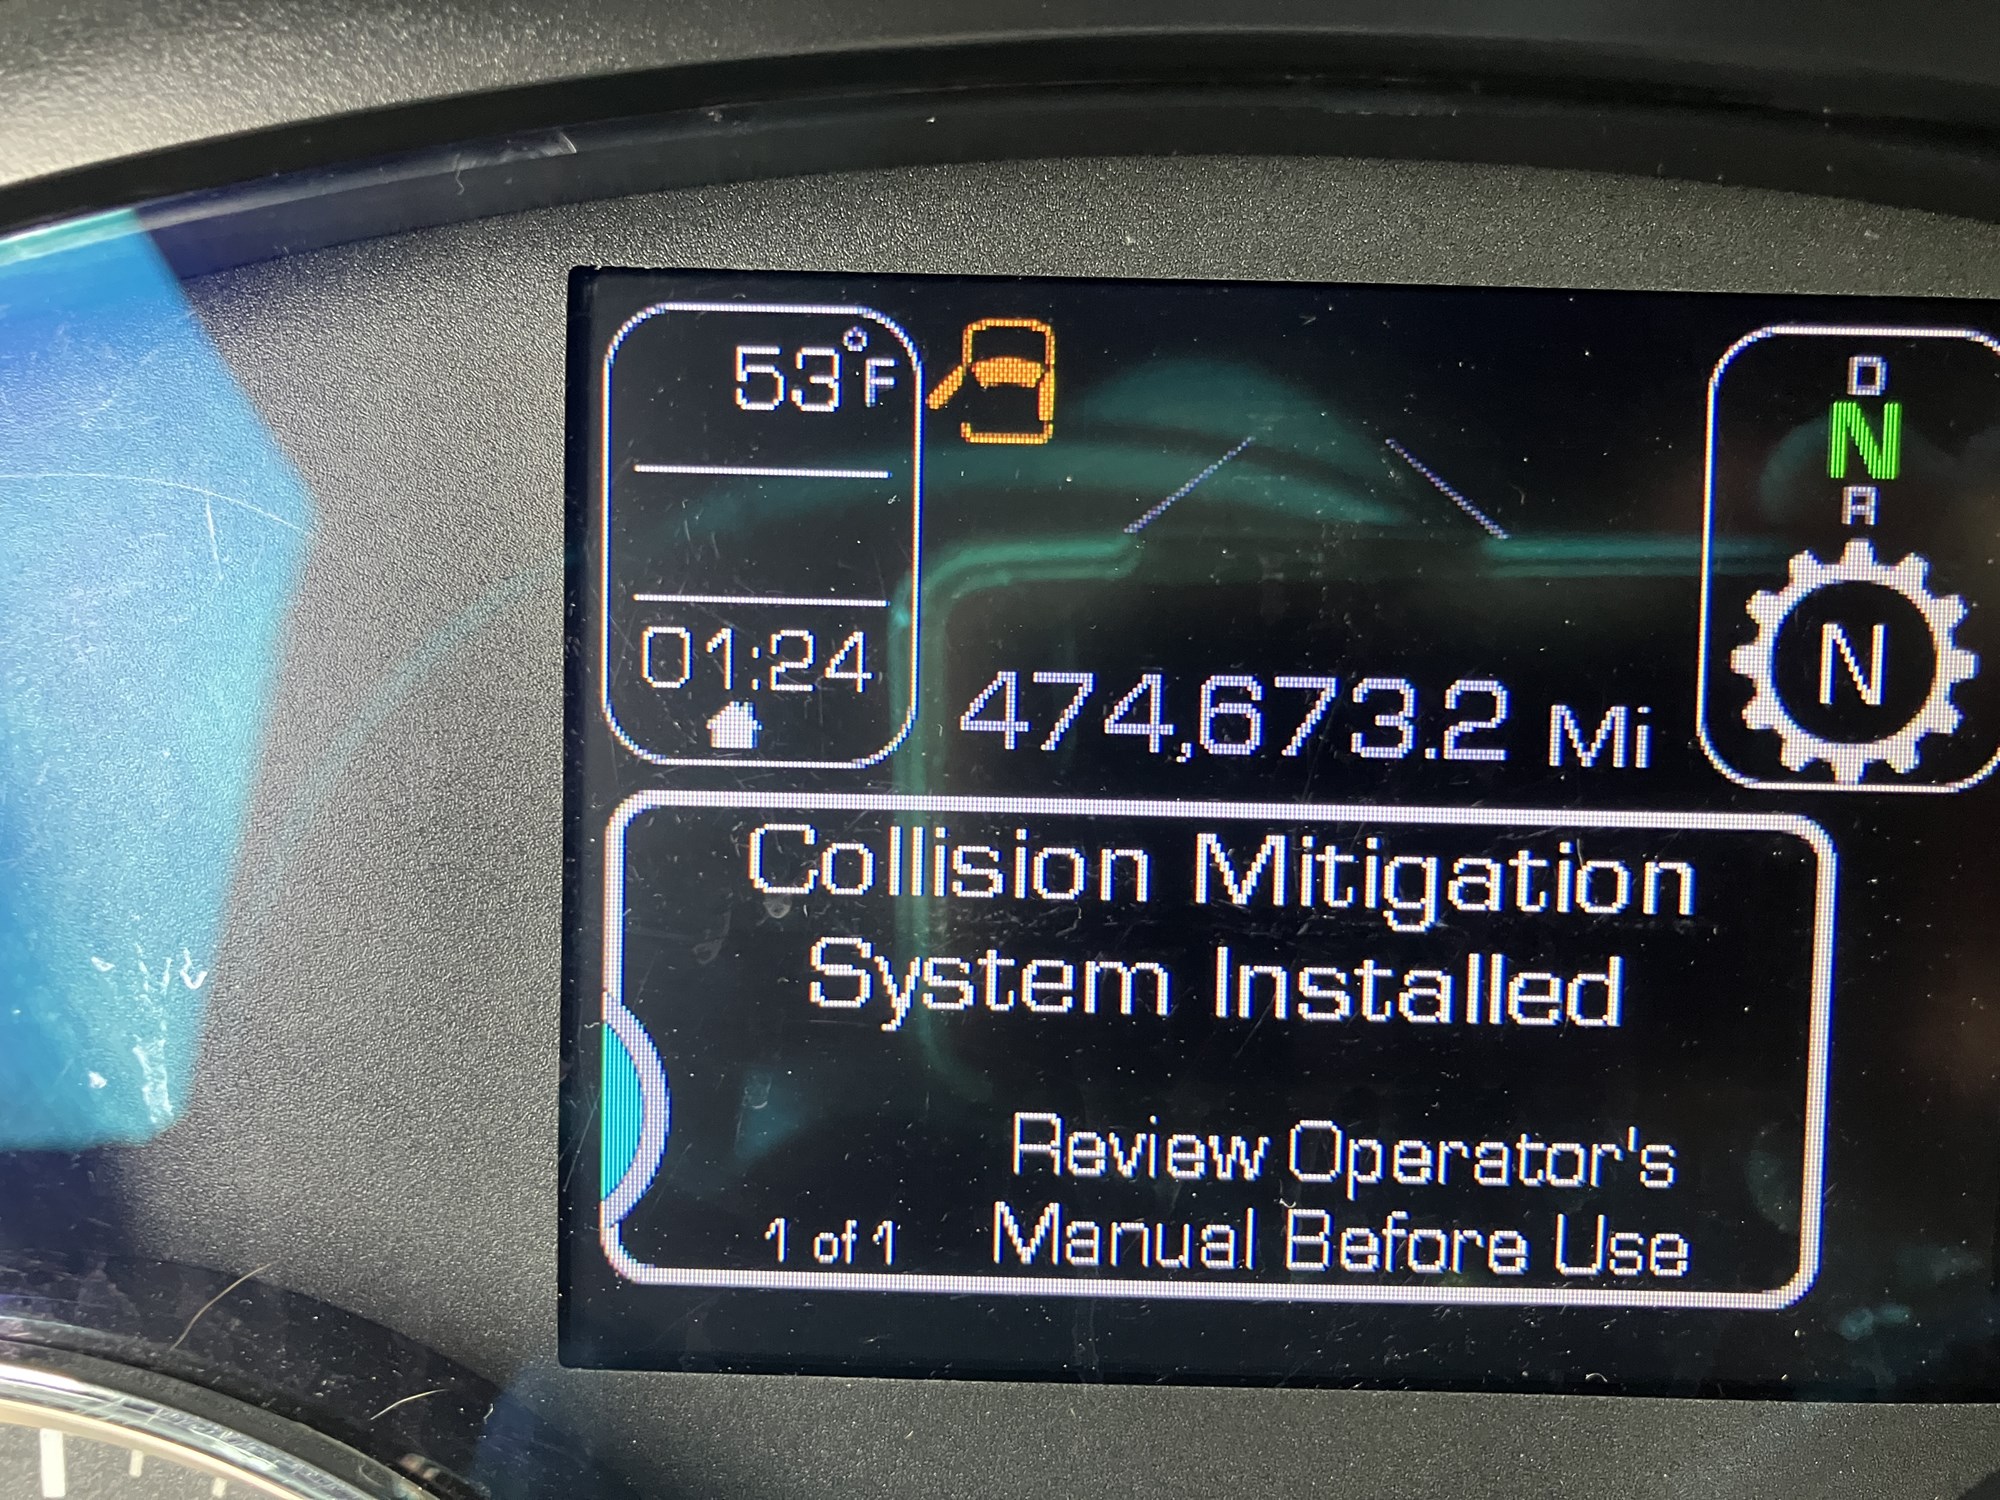 53°F
01:24
474,673.2 Mi
D
N
A
N
Collision Mitigation
System Installed
Review Operator's
1 of 1 Manual Before Use